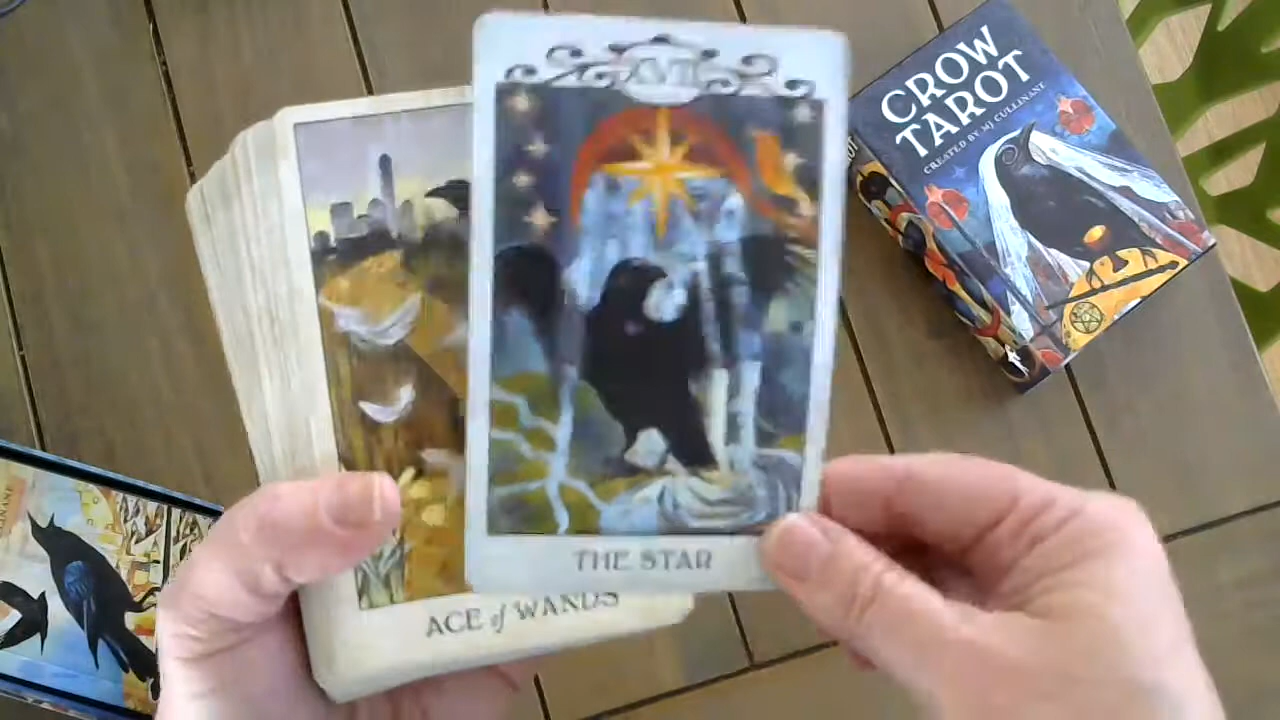 XVII
THE STAR
ACE of WANDS
CROW
TAROT
CREATED BY MJ CULLINANE